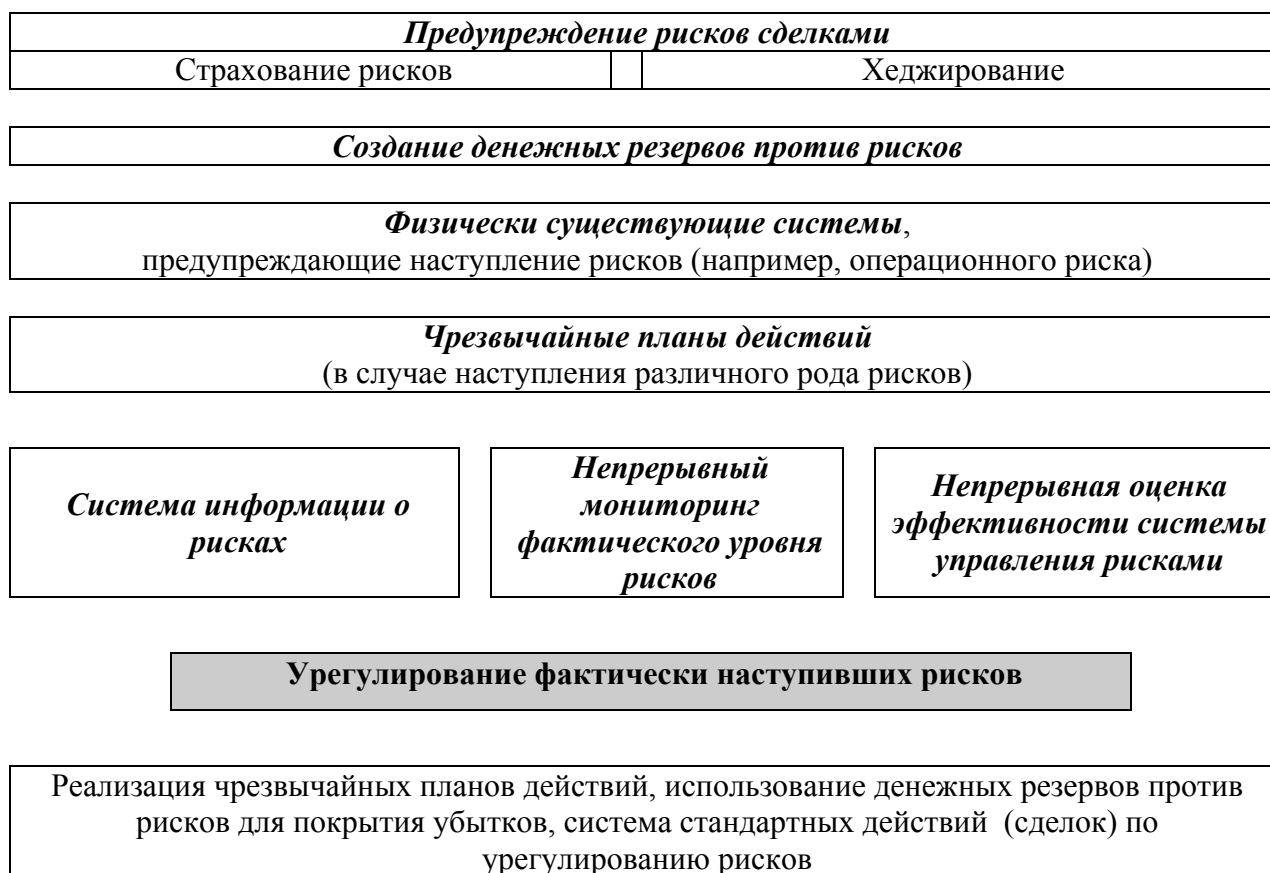 Предупреждение рисков сделками
Страхование рисков
Хеджирование
Создание денежных резервов против рисков
Физически существующие системы,
предупреждающие наступление рисков (например, операционного риска)
Чрезвычайные планы действий
(в случае наступления различного рода рисков)
Система информации о
рисках
Непрерывный
мониторинг
фактического уровня
рисков
Непрерывная оценка
эффективности системы
управления рисками
Урегулирование фактически наступивших рисков
Реализация чрезвычайных планов действий, использование денежных резервов против
рисков для покрытия убытков, система стандартных действий (сделок) по
урегулированию рисков